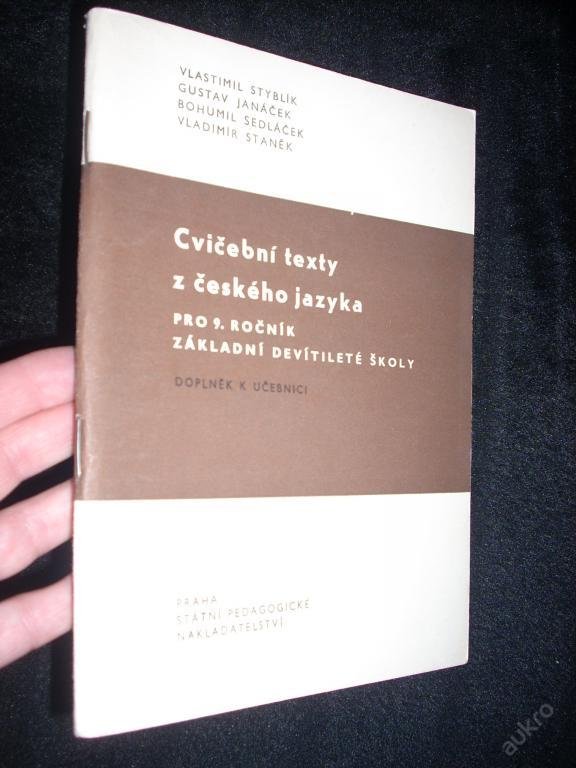 VLASTIMIL STYBLÍK
GUSTAV JANÁČEK
BOHUMIL SEDLÁČEK
VLADIMÍR STANĚK
Cvičební texty
z českého jazyka
PRO 9. ROČNÍK
ZÁKLADNÍ DEVÍTILETÉ ŠKOLY
DOPLNĚK K UČEBNICI
PRAHA
STÁTNÍ PEDAGOGICKÉ
NAKLADATELSTVÍ
aukro